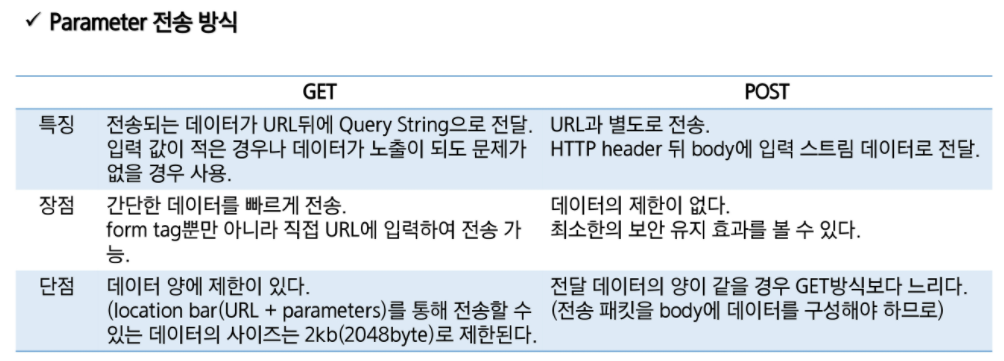 ✓ Parameter 전송 방식
GET POST
특징 전송되는 데이터가 URL뒤에 Query String으로 전달. URL과 별도로 전송.
입력 값이 적은 경우나 데이터가 노출이 되도 문제가 HTTP header 뒤 body에 입력 스트림 데이터로 전달.
없을 경우 사용.
장점 간단한 데이터를 빠르게 전송. 데이터의 제한이 없다.
form tag뿐만 아니라 직접 URL에 입력하여 전송 가 최소한의 보안 유지 효과를 볼 수 있다.
능.
단점 데이터 양에 제한이 있다. 전달 데이터의 양이 같을 경우 GET방식보다 느리다.
(location bar(URL + parameters)를 통해 전송할 수 (전송 패킷을 body에 데이터를 구성해야 하므로)
있는 데이터의 사이즈는 2kb(2048byte)로 제한된다.